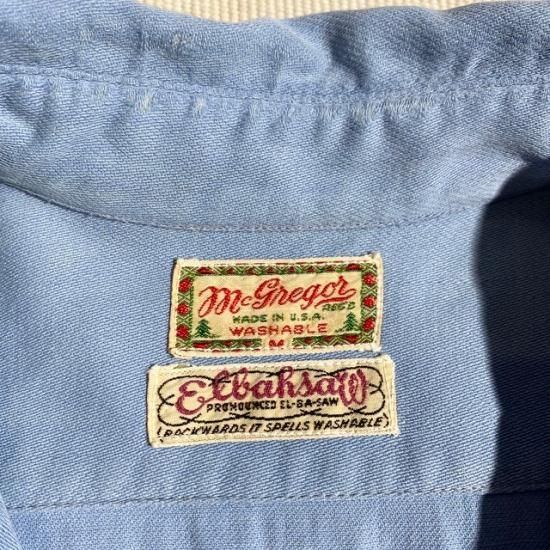 McGregor
REG'D
MADE IN U.S.A.
WASHABLE
M
Elbahsaw
PRONOUNCED EL-BA-SAW
(BACKWARDS IT SPELLS WASHABLE)